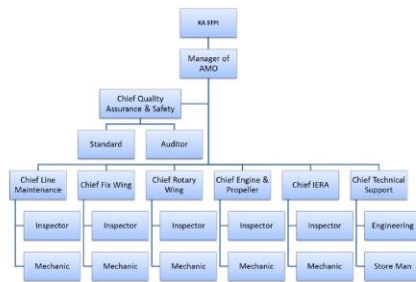 KA STPI
Manager of
AMO
Chief Quality
Assurance & Safety
Standard
Auditor
Chief Line
Maintenance
Chief Fix Wing
Chief Rotary
Wing
Chief Engine &
Propeller
Chief IERA
Chief Technical
Support
Inspector
Inspector
Inspector
Inspector
Inspector
Engineering
Mechanic
Mechanic
Mechanic
Mechanic
Mechanic
Store Man